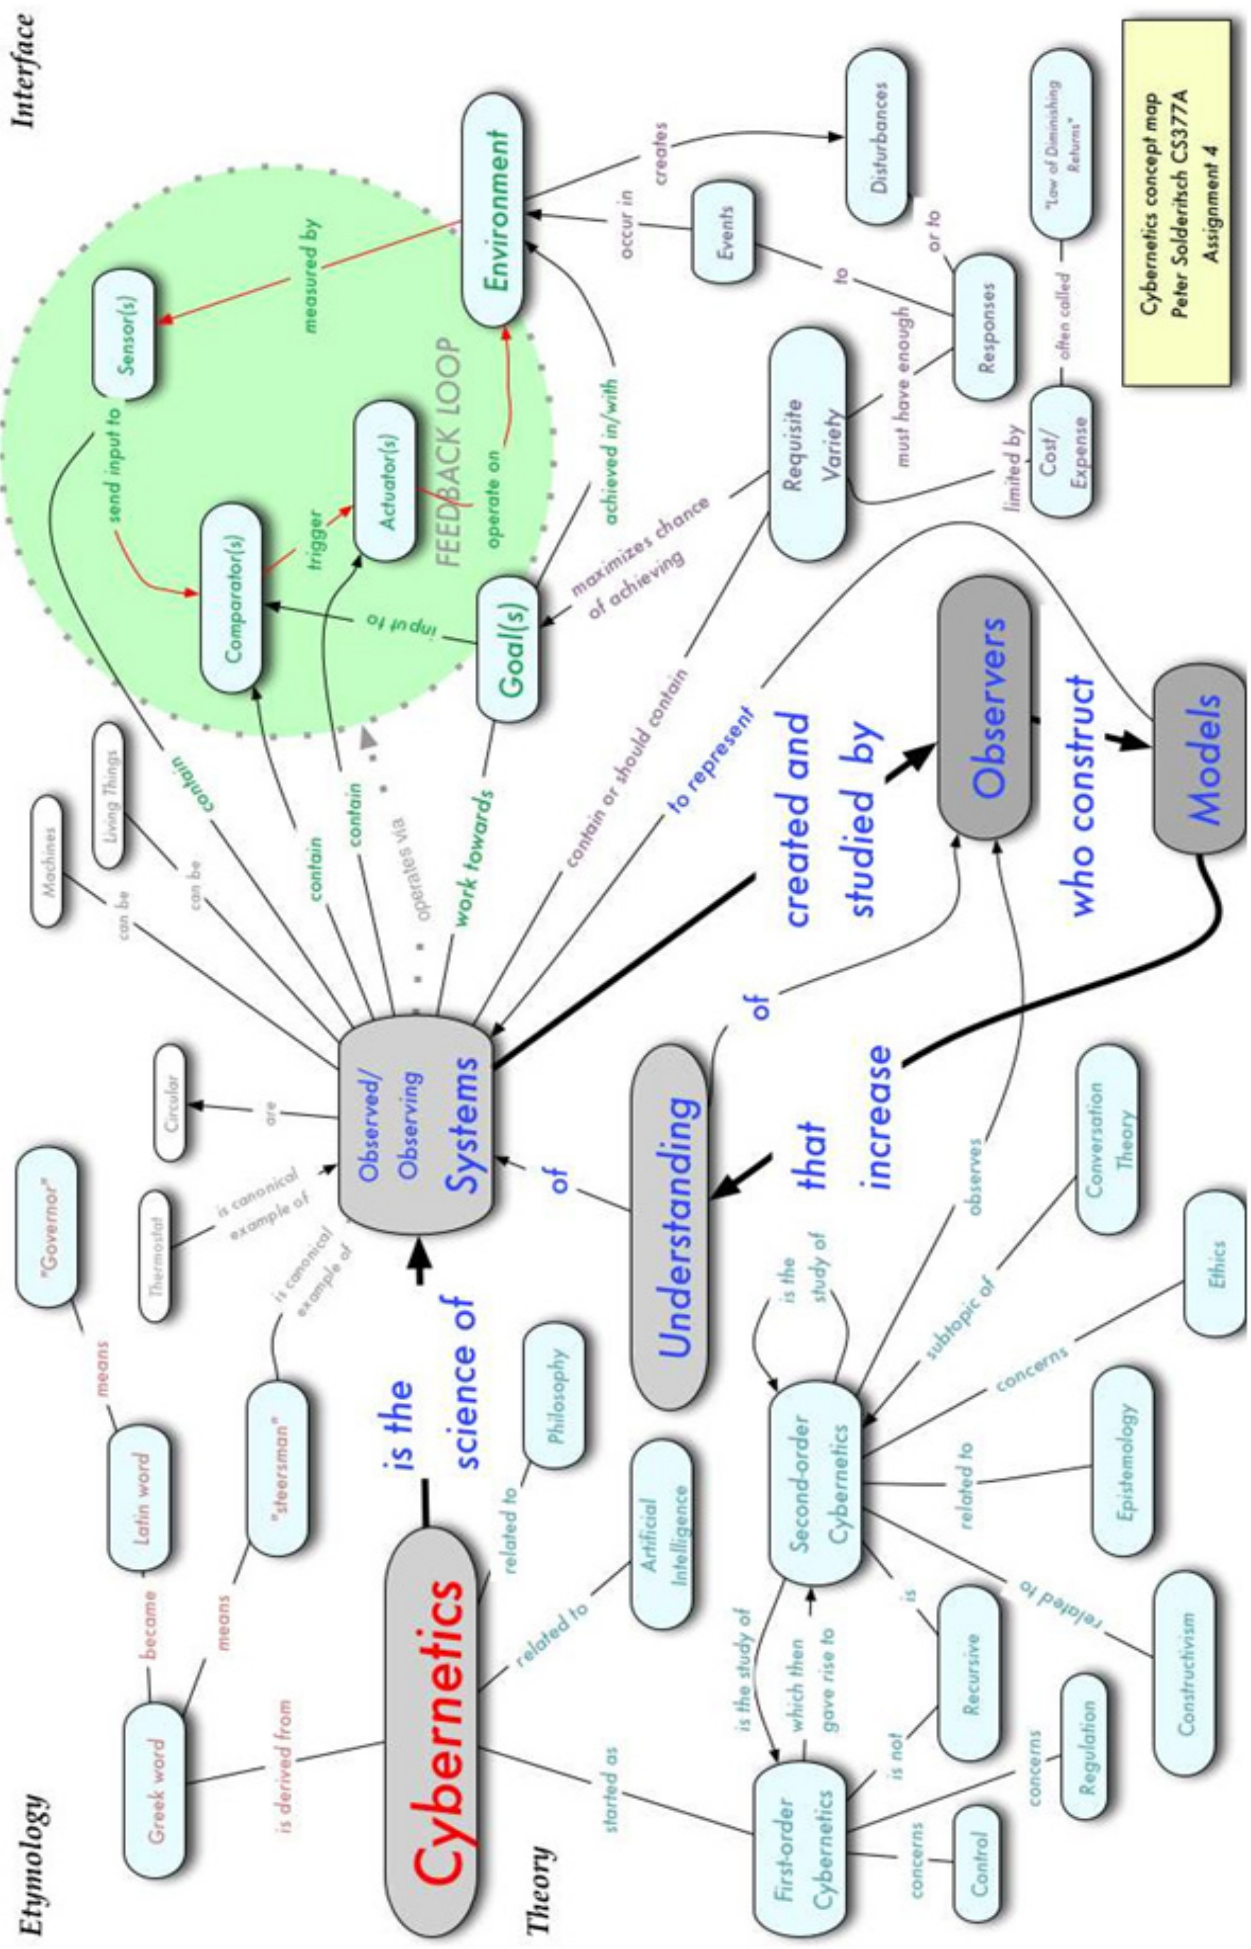 Etymology
Interface
Theory
"Governor"
means
Latin word
became
Greek word
means
"steersman"
is derived from
is canonical
example of
Thermostat
is canonical
example of
Circular
are
Machines
can be
Living Things
can be
contain
contain
contain
operates via
work towards
contain or should contain
to represent
Sensor(s)
send input to
measured by
Comparator(s)
trigger
Actuator(s)
FEEDBACK LOOP
operate on
input to
Goal(s)
achieved in/with
Environment
occur in
creates
Events
Disturbances
to
or to
Responses
must have enough
Requisite
Variety
maximizes chance
of achieving
limited by
Cost/
Expense
often called
"Law of Diminishing
Returns"
Cybernetics
is the
science of
Observed/
Observing
Systems
created and
studied by
Observers
who construct
Models
that
increase
Understanding
of
of
related to
Philosophy
related to
Artificial
Intelligence
started as
First-order
Cybernetics
is the study of
which then
gave rise to
Second-order
Cybernetics
is the
study of
observes
subtopic of
Conversation
Theory
concerns
Ethics
related to
Epistemology
related to
Constructivism
is
Recursive
is not
concerns
Regulation
concerns
Control
Cybernetics concept map
Peter Solderitsch CS377A
Assignment 4